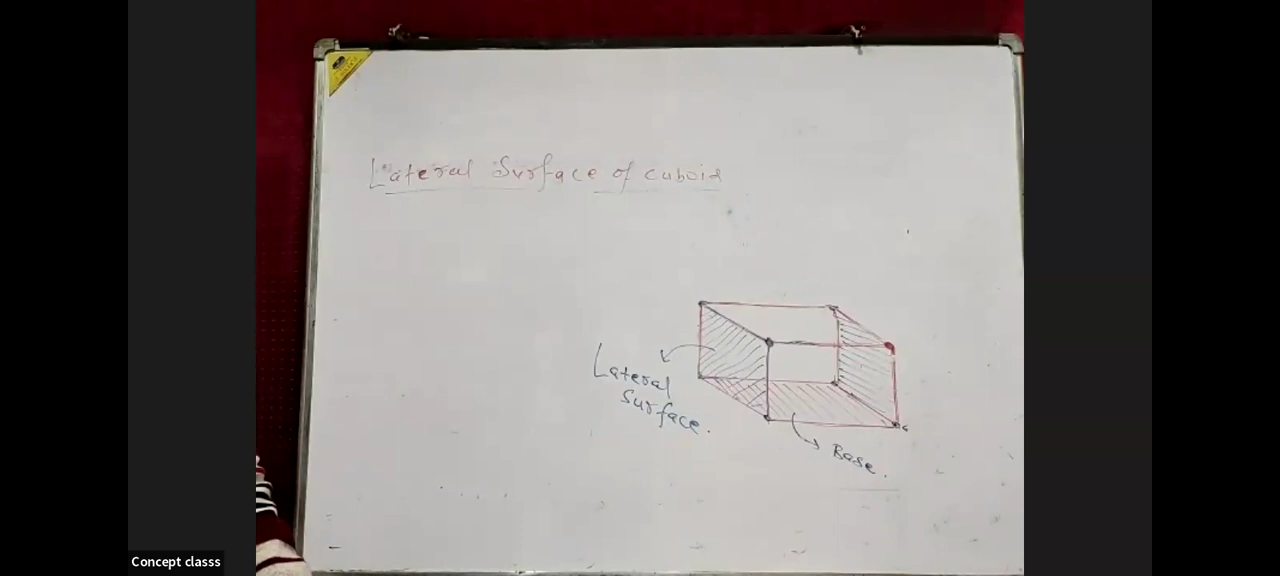 Lateral Surface of cuboid
Lateral
Surface.
Base.
Concept classs